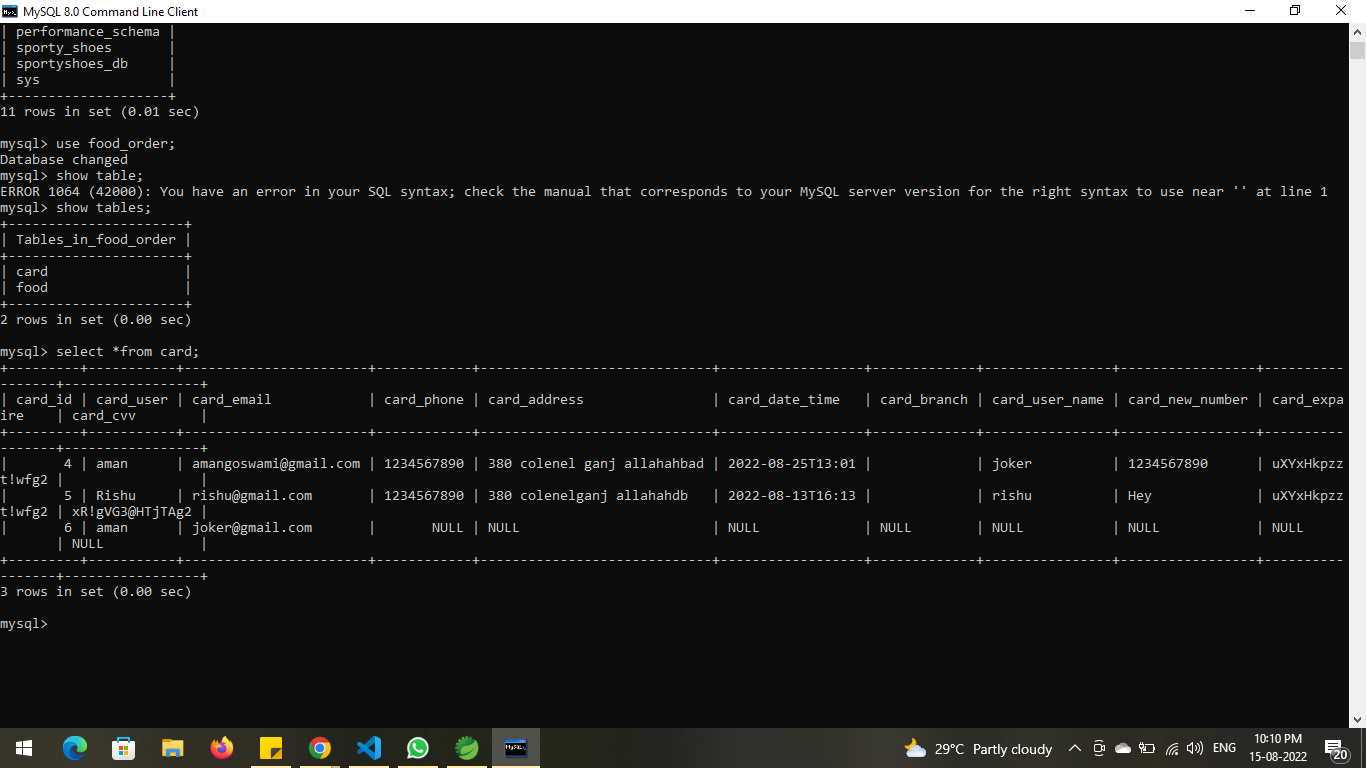 MySQL 8.0 Command Line Client
| performance_schema |
| sporty_shoes       |
| sportyshoes_db     |
| sys                |
+--------------------+
11 rows in set (0.01 sec)
mysql> use food_order;
Database changed
mysql> show table;
ERROR 1064 (42000): You have an error in your SQL syntax; check the manual that corresponds to your MySQL server version for the right syntax to use near '' at line 1
mysql> show tables;
+----------------------+
| Tables_in_food_order |
+----------------------+
| card                 |
| food                 |
+----------------------+
2 rows in set (0.00 sec)
mysql> select *from card;
+---------+-----------+-----------------------+------------+-----------------------------+------------------+-------------+----------------+-----------------+----------
-------+-----------------+
| card_id | card_user | card_email            | card_phone | card_address                | card_date_time   | card_branch | card_user_name | card_new_number | card_expa
ire    | card_cvv        |
+---------+-----------+-----------------------+------------+-----------------------------+------------------+-------------+----------------+-----------------+----------
-------+-----------------+
|       4 | aman      | amangoswami@gmail.com | 1234567890 | 380 colenel ganj allahahbad | 2022-08-25T13:01 |             | joker          | 1234567890      | uXYxHkpzz
t!wfg2 |                 |
|       5 | Rishu     | rishu@gmail.com       | 1234567890 | 380 colenelganj allahahdb   | 2022-08-13T16:13 |             | rishu          | Hey             | uXYxHkpzz
t!wfg2 | xR!gVG3@HTjTAg2 |
|       6 | aman      | joker@gmail.com       |       NULL | NULL                        | NULL             | NULL        | NULL           | NULL            | NULL
       | NULL            |
+---------+-----------+-----------------------+------------+-----------------------------+------------------+-------------+----------------+-----------------+----------
-------+-----------------+
3 rows in set (0.00 sec)
mysql>
29°C Partly cloudy
ENG
10:10 PM
15-08-2022
20